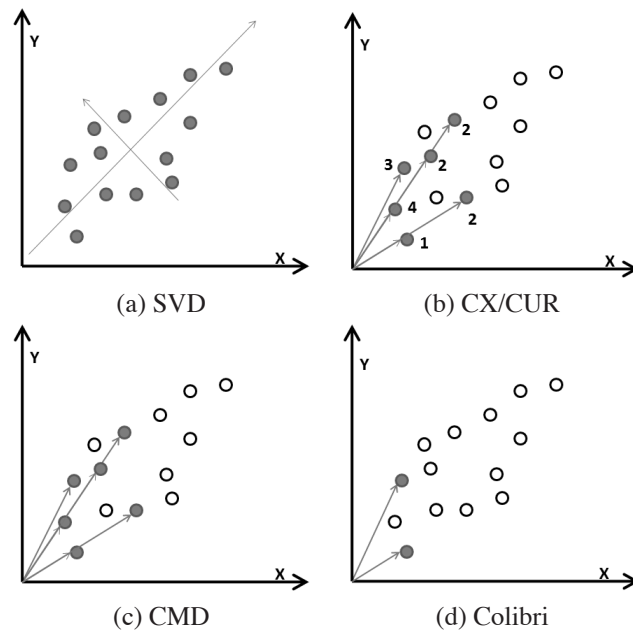 Y
X
(a) SVD
Y
2
3
2
4
2
1
X
(b) CX/CUR
Y
X
(c) CMD
Y
X
(d) Colibri